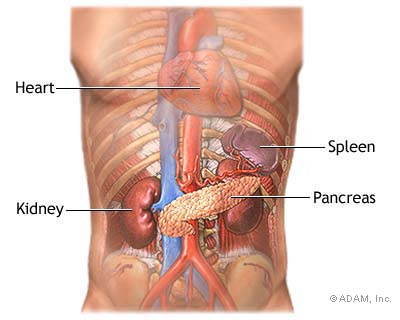 Heart
Spleen
Pancreas
Kidney
© ADAM, Inc.